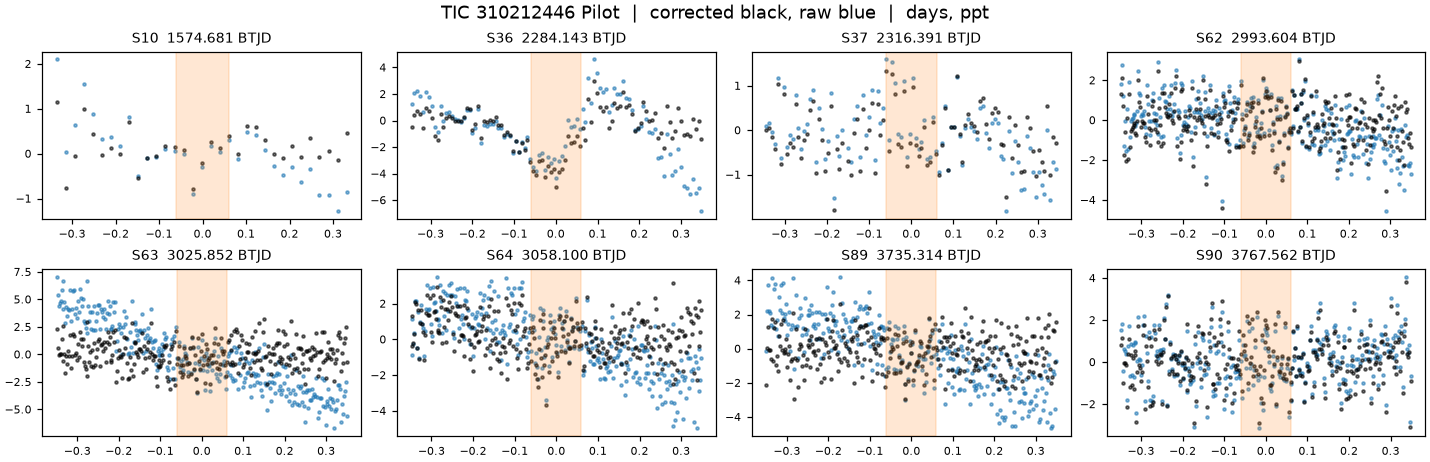 TIC 310212446 Pilot | corrected black, raw blue | days, ppt
S10 1574.681 BTJD
S36 2284.143 BTJD
S37 2316.391 BTJD
S62 2993.604 BTJD
2
1
0
−1
4
2
0
−2
−4
−6
1
0
−1
2
0
−2
−4
−0.3 −0.2 −0.1 0.0 0.1 0.2 0.3
−0.3 −0.2 −0.1 0.0 0.1 0.2 0.3
−0.3 −0.2 −0.1 0.0 0.1 0.2 0.3
−0.3 −0.2 −0.1 0.0 0.1 0.2 0.3
S63 3025.852 BTJD
S64 3058.100 BTJD
S89 3735.314 BTJD
S90 3767.562 BTJD
7.5
5.0
2.5
0.0
−2.5
−5.0
2
0
−2
−4
4
2
0
−2
−4
4
2
0
−2
−0.3 −0.2 −0.1 0.0 0.1 0.2 0.3
−0.3 −0.2 −0.1 0.0 0.1 0.2 0.3
−0.3 −0.2 −0.1 0.0 0.1 0.2 0.3
−0.3 −0.2 −0.1 0.0 0.1 0.2 0.3